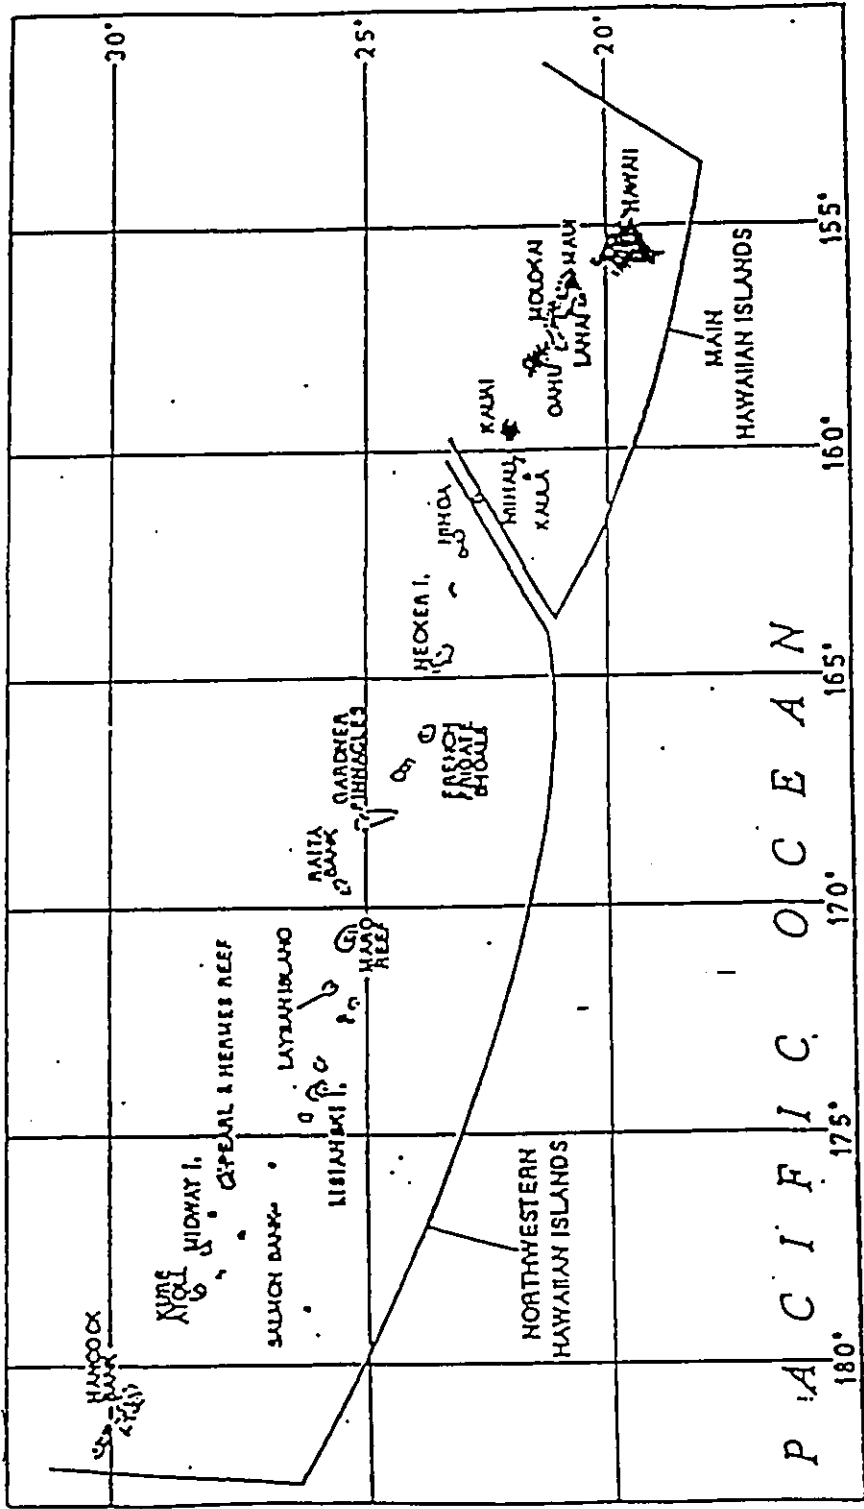 30°
25°
20°
HANCOCK
BANK
KURE
ATOLL
MIDWAY I.
PEARL & HERMES REEF
SALMON BANK
LISIANSKI I.
LAYSAN ISLAND
MARO
REEF
RAITA
BANK
GARDNER
PINNACLES
FRENCH
FRIGATE
SHOALS
NECKER I.
NIHOA
KAUAI
NIIHAU
KAULA
OAHU
MOLOKAI
LANAI
MAUI
HAWAII
NORTHWESTERN
HAWAIIAN ISLANDS
MAIN
HAWAIIAN ISLANDS
180°
175°
170°
165°
160°
155°
PACIFIC OCEAN